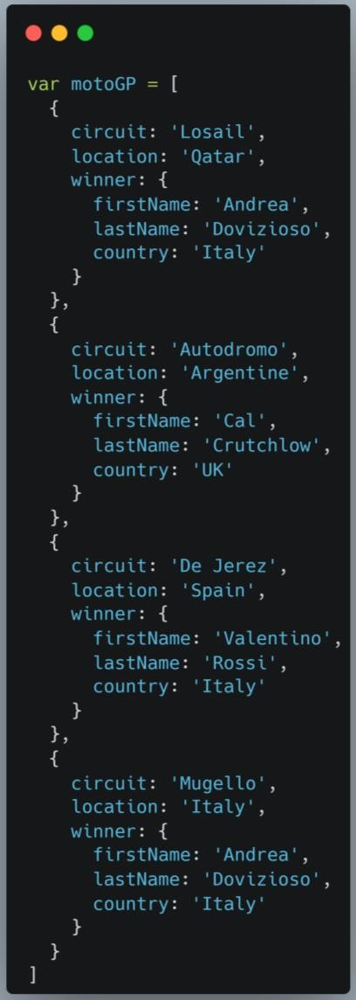 var motoGP = [
  {
    circuit: 'Losail',
    location: 'Qatar',
    winner: {
      firstName: 'Andrea',
      lastName: 'Dovizioso',
      country: 'Italy'
    }
  },
  {
    circuit: 'Autodromo',
    location: 'Argentine',
    winner: {
      firstName: 'Cal',
      lastName: 'Crutchlow',
      country: 'UK'
    }
  },
  {
    circuit: 'De Jerez',
    location: 'Spain',
    winner: {
      firstName: 'Valentino',
      lastName: 'Rossi',
      country: 'Italy'
    }
  },
  {
    circuit: 'Mugello',
    location: 'Italy',
    winner: {
      firstName: 'Andrea',
      lastName: 'Dovizioso',
      country: 'Italy'
    }
  }
]